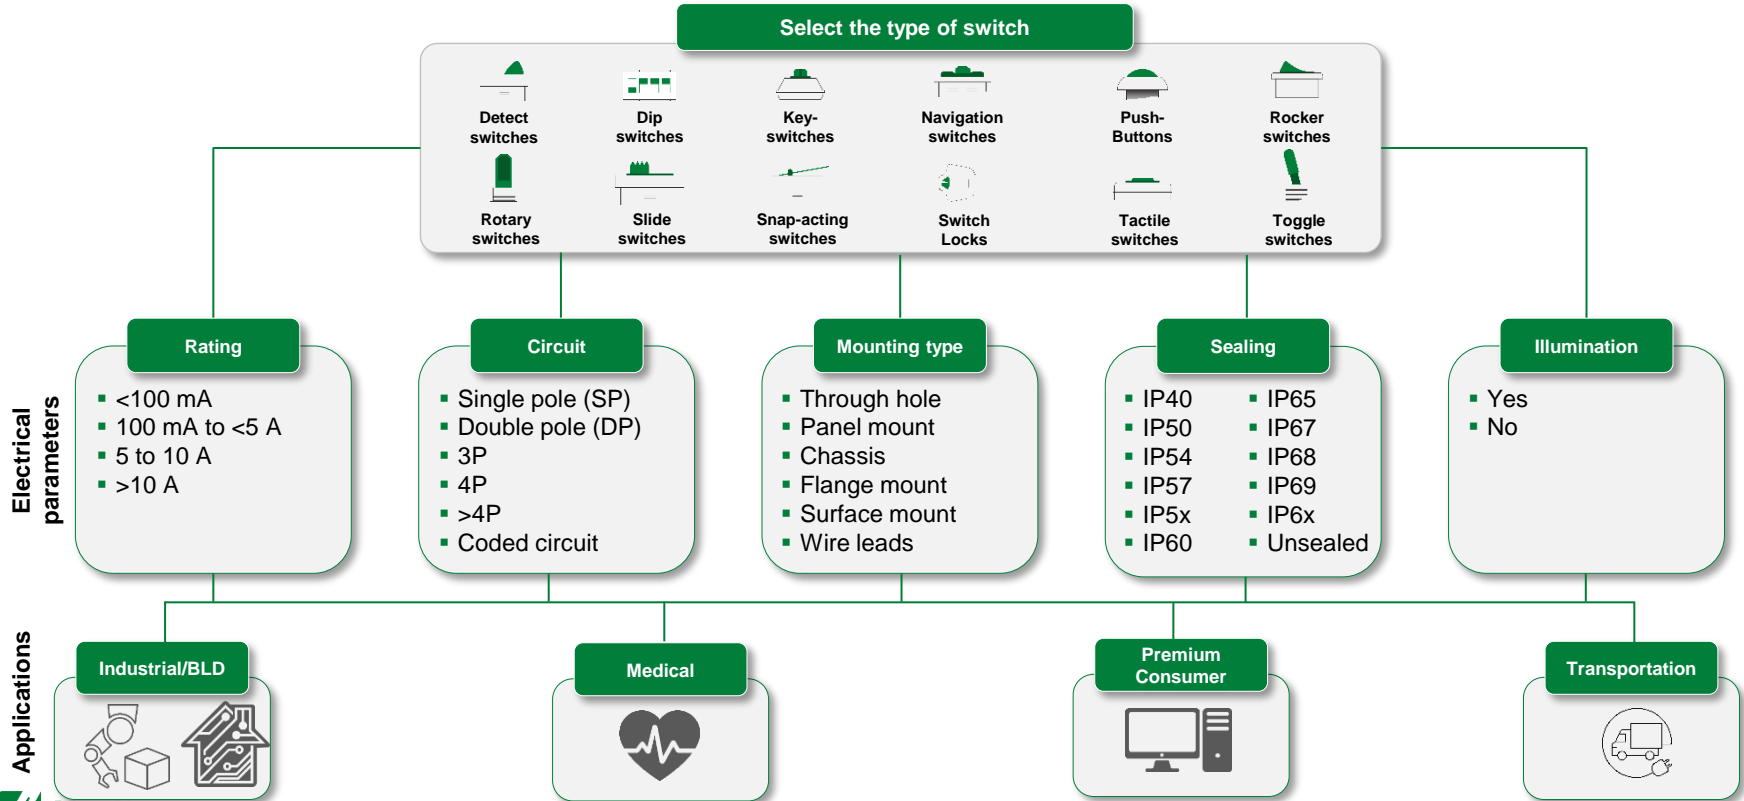 Select the type of switch
Detect
switches
Dip
switches
Key-
switches
Navigation
switches
Push-
Buttons
Rocker
switches
Rotary
switches
Slide
switches
Snap-acting
switches
Switch
Locks
Tactile
switches
Toggle
switches
Electrical
parameters
Rating
<100 mA
100 mA to <5 A
5 to 10 A
>10 A
Circuit
Single pole (SP)
Double pole (DP)
3P
4P
>4P
Coded circuit
Mounting type
Through hole
Panel mount
Chassis
Flange mount
Surface mount
Wire leads
Sealing
IP40
IP50
IP54
IP57
IP5x
IP60
IP65
IP67
IP68
IP69
IP6x
Unsealed
Illumination
Yes
No
Applications
Industrial/BLD
Medical
Premium
Consumer
Transportation